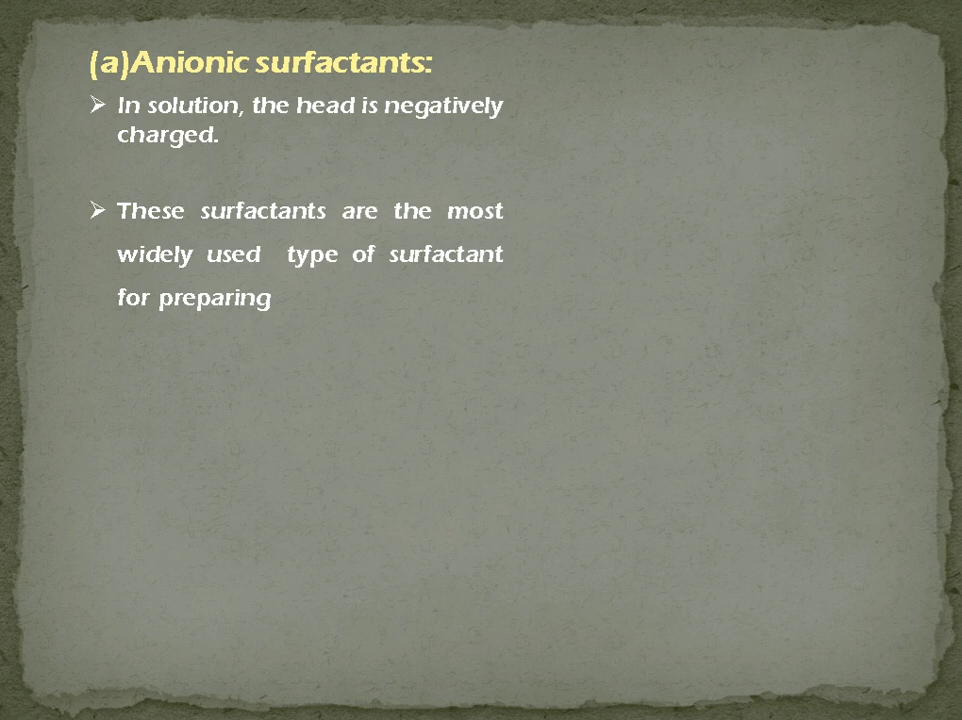 (a)Anionic surfactants:
➢ In solution, the head is negatively
charged.
➢ These surfactants are the most
widely used type of surfactant
for preparing